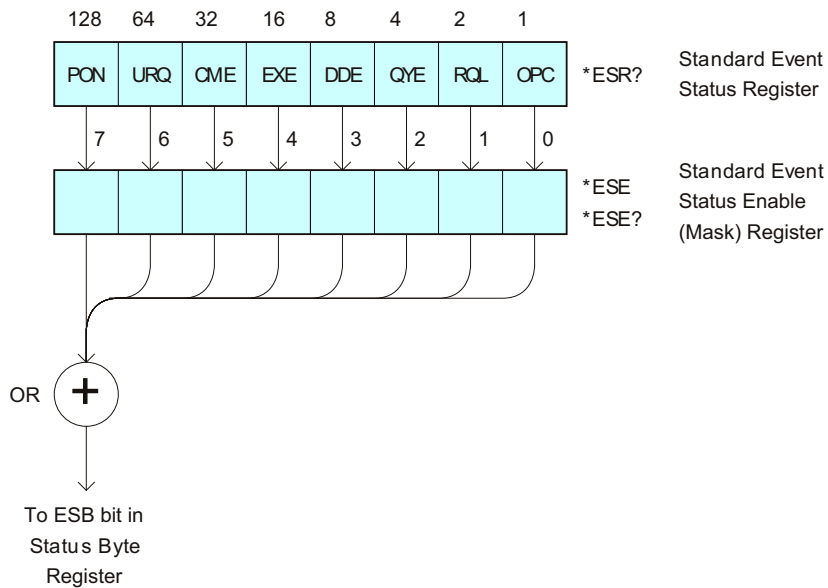 128 64 32 16 8 4 2 1
PON URQ CME EXE DDE QYE RQL OPC
*ESR?
Standard Event
Status Register
7 6 5 4 3 2 1 0
*ESE
*ESE?
Standard Event
Status Enable
(Mask) Register
OR
+
To ESB bit in
Status Byte
Register